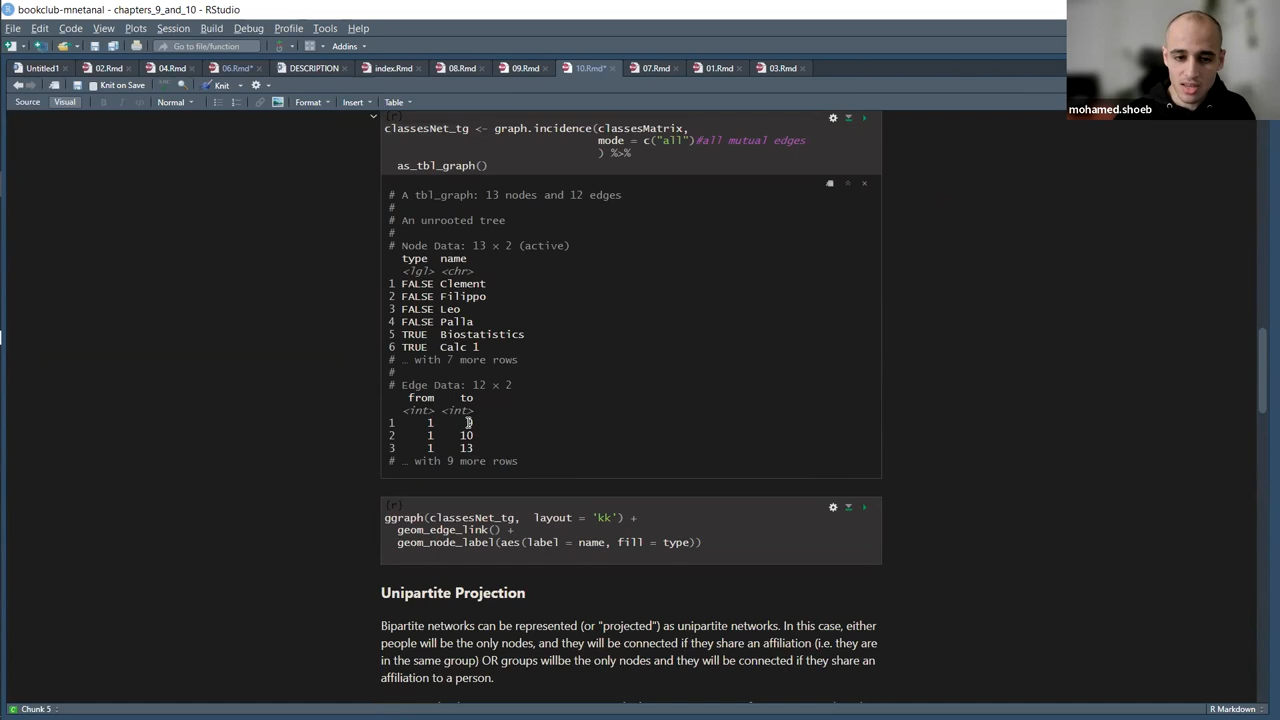 bookclub-mnetanal - chapters_9_and_10 - RStudio
File Edit Code View Plots Session Build Debug Profile Tools Help
Go to file/function Addins
Untitled1 02.Rmd 04.Rmd 06.Rmd* DESCRIPTION index.Rmd 08.Rmd 09.Rmd 10.Rmd* 07.Rmd 01.Rmd 03.Rmd
Knit on Save Knit
Source Visual Normal Format Insert Table
mohamed.shoeb
{r}
classesNet_tg <- graph.incidence(classesMatrix,
mode = c("all")#all mutual edges
) %>%
as_tbl_graph()
# A tbl_graph: 13 nodes and 12 edges
#
# An unrooted tree
#
# Node Data: 13 × 2 (active)
type name
<lgl> <chr>
1 FALSE Clement
2 FALSE Filippo
3 FALSE Leo
4 FALSE Palla
5 TRUE Biostatistics
6 TRUE Calc 1
# … with 7 more rows
#
# Edge Data: 12 × 2
from to
<int> <int>
1 1
2 1 10
3 1 13
# … with 9 more rows
{r}
ggraph(classesNet_tg, layout = 'kk') +
geom_edge_link() +
geom_node_label(aes(label = name, fill = type))
Unipartite Projection
Bipartite networks can be represented (or "projected") as unipartite networks. In this case, either
people will be the only nodes, and they will be connected if they share an affiliation (i.e. they are
in the same group) OR groups willbe the only nodes and they will be connected if they share an
affiliation to a person.
Chunk 5 R Markdown